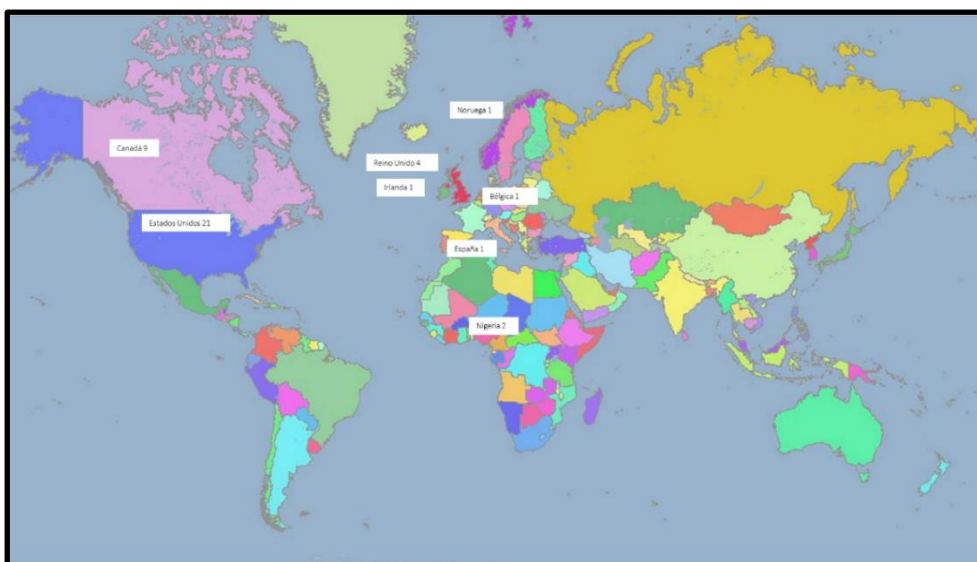 Noruega 1
Canadá 9
Reino Unido 4
Irlanda 1
Bélgica 1
Estados Unidos 21
España 1
Nigeria 2